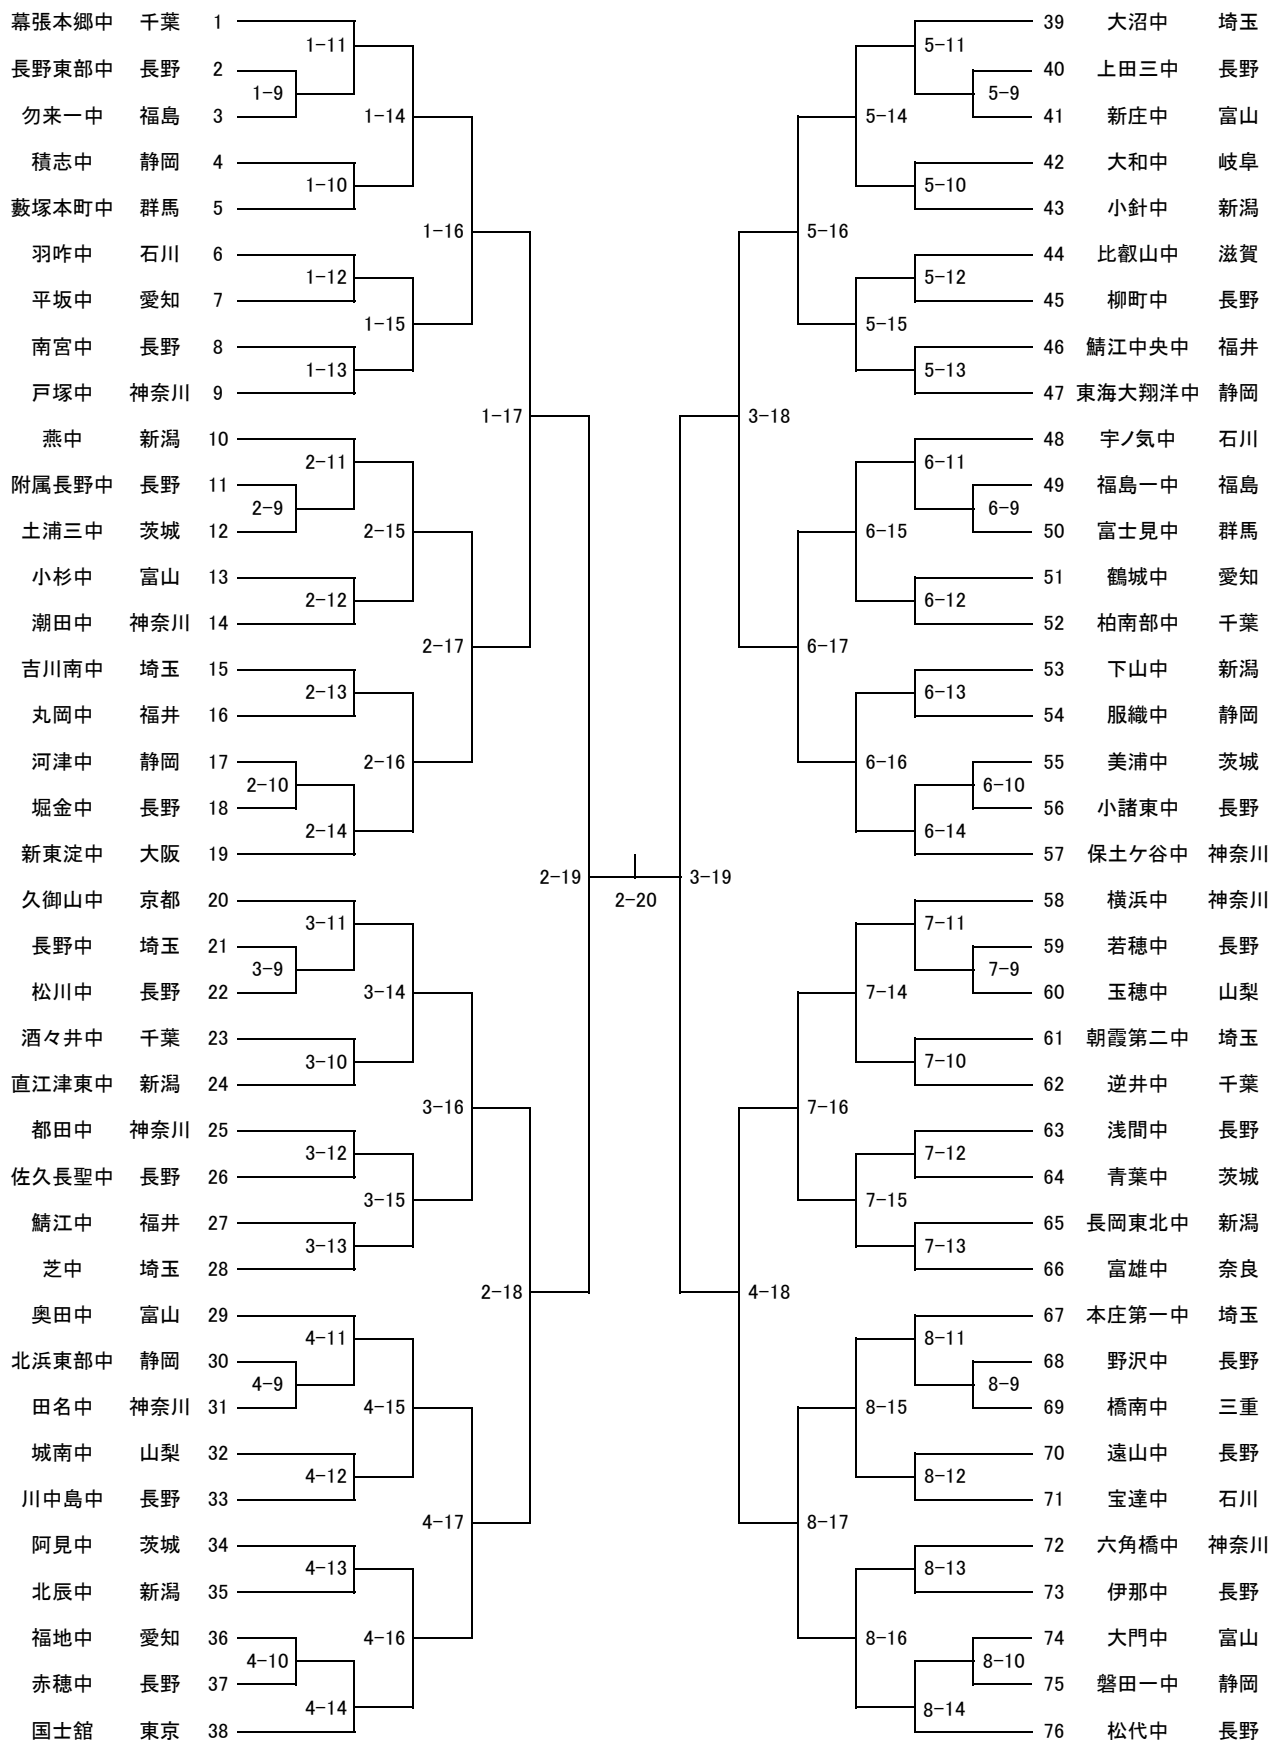 幕張本郷中 千葉 1
長野東部中 長野 2
勿来一中 福島 3
積志中 静岡 4
藪塚本町中 群馬 5
羽咋中 石川 6
平坂中 愛知 7
南宮中 長野 8
戸塚中 神奈川 9
燕中 新潟 10
附属長野中 長野 11
土浦三中 茨城 12
小杉中 富山 13
潮田中 神奈川 14
吉川南中 埼玉 15
丸岡中 福井 16
河津中 静岡 17
堀金中 長野 18
新東淀中 大阪 19
久御山中 京都 20
長野中 埼玉 21
松川中 長野 22
酒々井中 千葉 23
直江津東中 新潟 24
都田中 神奈川 25
佐久長聖中 長野 26
鯖江中 福井 27
芝中 埼玉 28
奥田中 富山 29
北浜東部中 静岡 30
田名中 神奈川 31
城南中 山梨 32
川中島中 長野 33
阿見中 茨城 34
北辰中 新潟 35
福地中 愛知 36
赤穂中 長野 37
国士舘 東京 38
1-9
2-9
2-10
3-9
4-9
4-10
1-11
1-10
1-12
1-13
2-11
2-12
2-13
2-14
3-11
3-10
3-12
3-13
4-11
4-12
4-13
4-14
1-14
1-15
2-15
2-16
3-14
3-15
4-15
4-16
1-16
2-17
3-16
4-17
1-17
2-18
2-19
2-20
3-19
3-18
4-18
5-16
6-17
7-16
8-17
5-14
5-15
6-15
6-16
7-14
7-15
8-15
8-16
5-11
5-10
5-12
5-13
6-11
6-12
6-13
6-14
7-11
7-10
7-12
7-13
8-11
8-12
8-13
8-14
5-9
6-9
6-10
7-9
8-9
8-10
39 大沼中 埼玉
40 上田三中 長野
41 新庄中 富山
42 大和中 岐阜
43 小針中 新潟
44 比叡山中 滋賀
45 柳町中 長野
46 鯖江中央中 福井
47 東海大翔洋中 静岡
48 宇ノ気中 石川
49 福島一中 福島
50 富士見中 群馬
51 鶴城中 愛知
52 柏南部中 千葉
53 下山中 新潟
54 服織中 静岡
55 美浦中 茨城
56 小諸東中 長野
57 保土ケ谷中 神奈川
58 横浜中 神奈川
59 若穂中 長野
60 玉穂中 山梨
61 朝霞第二中 埼玉
62 逆井中 千葉
63 浅間中 長野
64 青葉中 茨城
65 長岡東北中 新潟
66 富雄中 奈良
67 本庄第一中 埼玉
68 野沢中 長野
69 橋南中 三重
70 遠山中 長野
71 宝達中 石川
72 六角橋中 神奈川
73 伊那中 長野
74 大門中 富山
75 磐田一中 静岡
76 松代中 長野